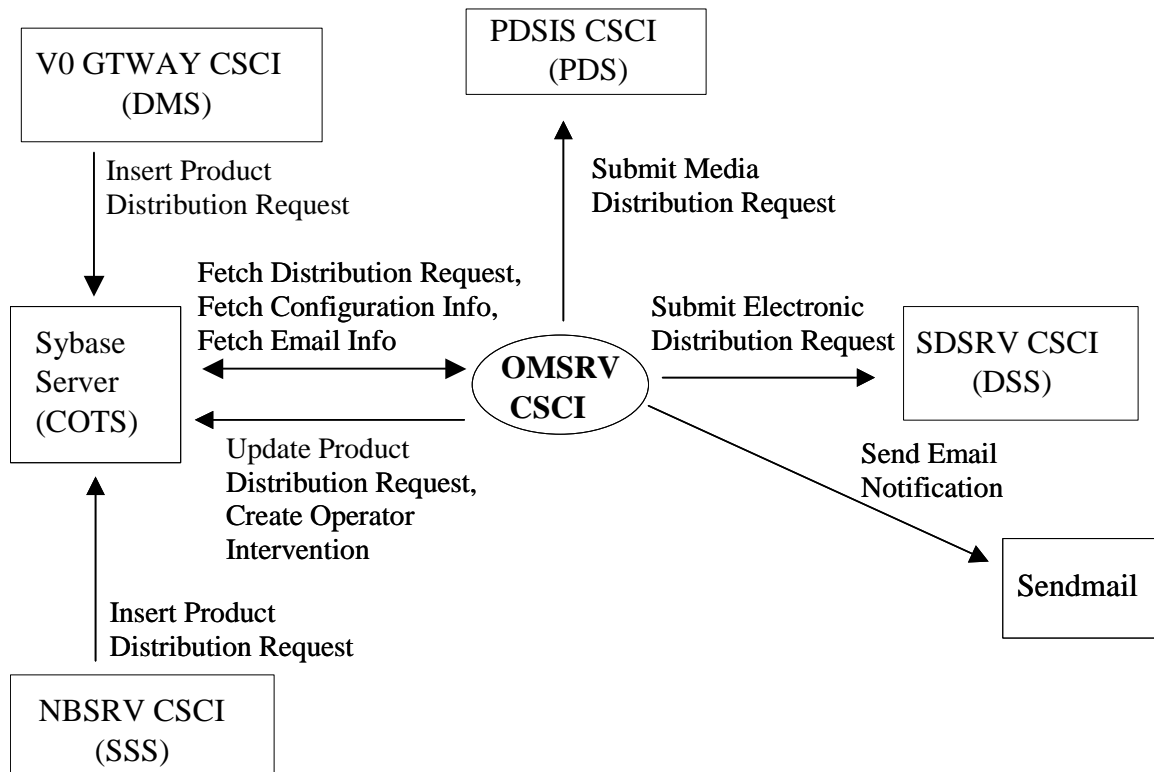 V0 GTWAY CSCI
(DMS)
PDSIS CSCI
(PDS)
Insert Product
Distribution Request
Submit Media
Distribution Request
Fetch Distribution Request,
Fetch Configuration Info,
Fetch Email Info
Submit Electronic
Distribution Request
Sybase
Server
(COTS)
OMSRV
CSCI
SDSRV CSCI
(DSS)
Update Product
Distribution Request,
Create Operator
Intervention
Send Email
Notification
Sendmail
Insert Product
Distribution Request
NBSRV CSCI
(SSS)